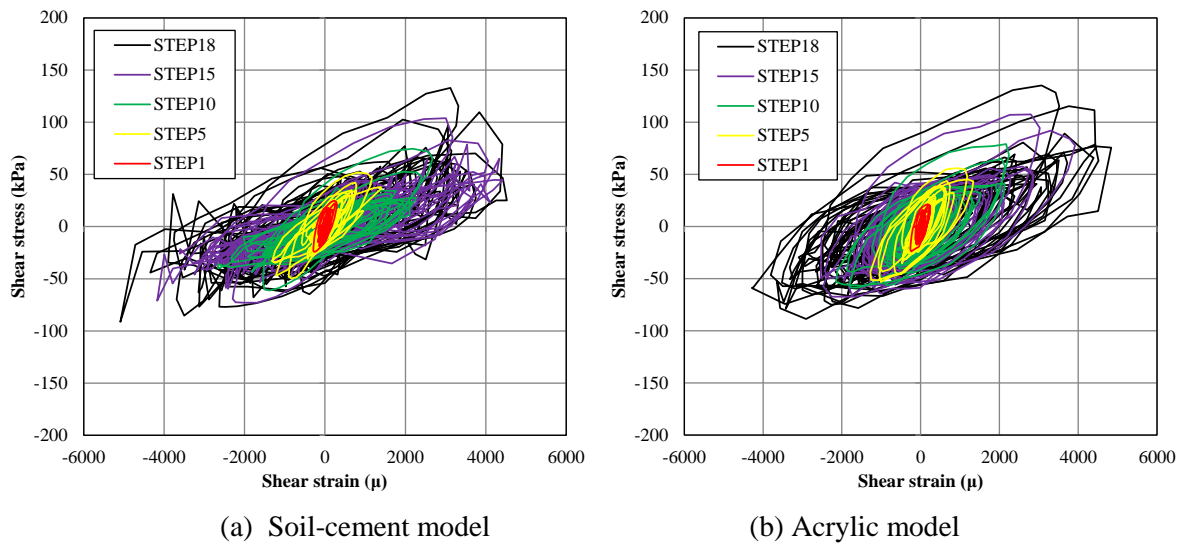 200
150
100
50
0
-50
-100
-150
-200
Shear stress (kPa)
STEP18
STEP15
STEP10
STEP5
STEP1
-6000 -4000 -2000 0 2000 4000 6000
Shear strain (μ)
(a) Soil-cement model
200
150
100
50
0
-50
-100
-150
-200
Shear stress (kPa)
STEP18
STEP15
STEP10
STEP5
STEP1
-6000 -4000 -2000 0 2000 4000 6000
Shear strain (μ)
(b) Acrylic model